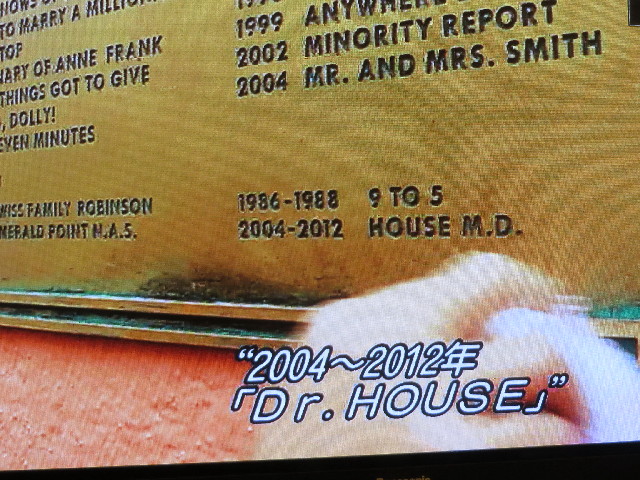 TO MARRY A MILLION
TOP
ARY OF ANNE FRANK
THINGS GOT TO GIVE
, DOLLY!
EVEN MINUTES
WISS FAMILY ROBINSON
MERALD POINT N.A.S.
1999 ANYWHERE
2002 MINORITY REPORT
2004 MR. AND MRS. SMITH
1986-1988 9 TO 5
2004-2012 HOUSE M.D.
“2004～2012年
「Dr.HOUSE」”